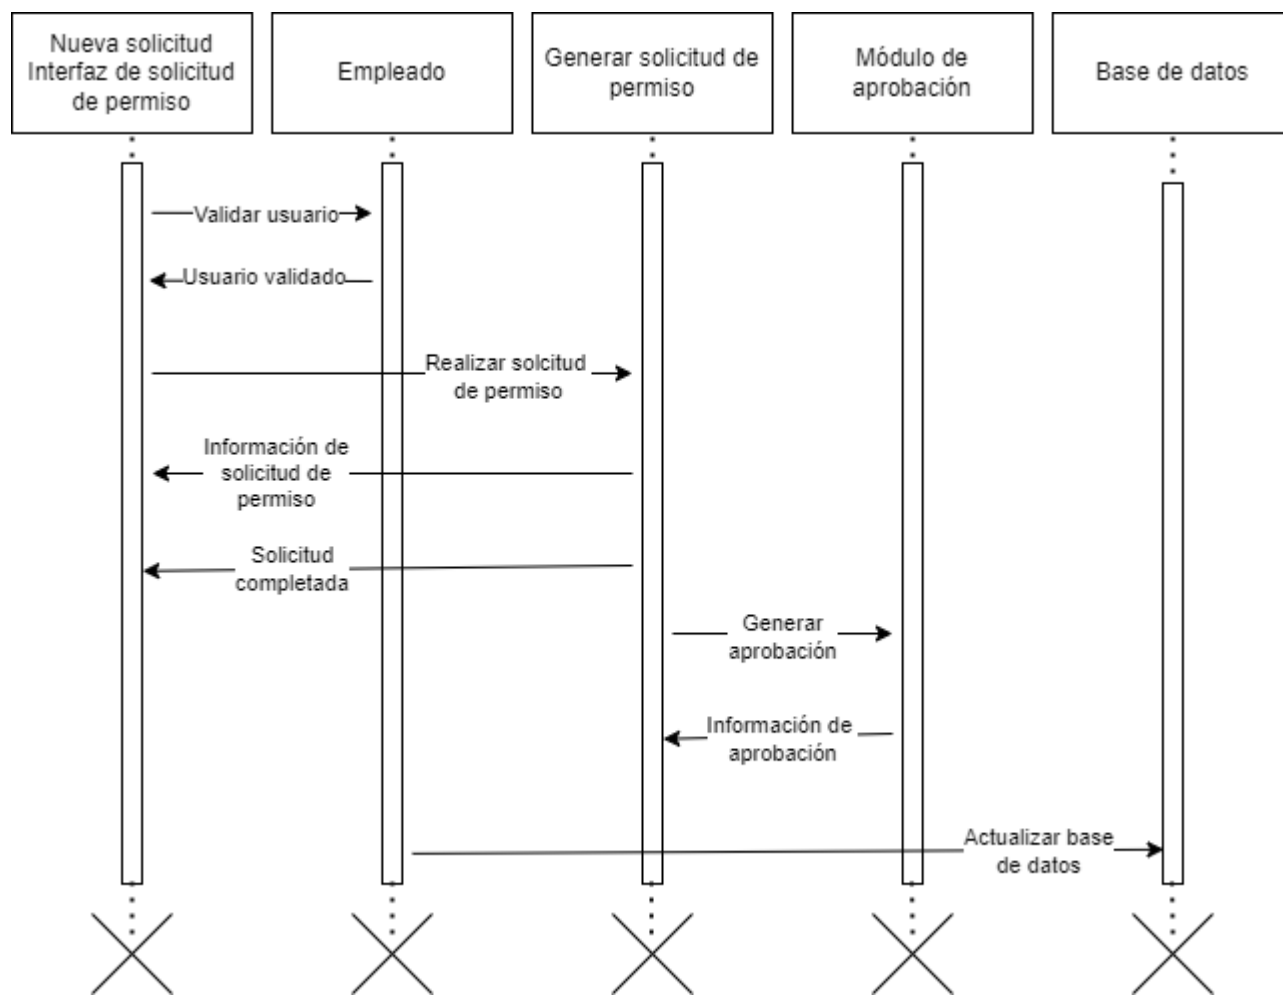 Nueva solicitud
Interfaz de solicitud
de permiso
Empleado
Generar solicitud de
permiso
Módulo de
aprobación
Base de datos
Validar usuario
Usuario validado
Realizar solcitud
de permiso
Información de
solicitud de
permiso
Solicitud
completada
Generar
aprobación
Información de
aprobación
Actualizar base
de datos